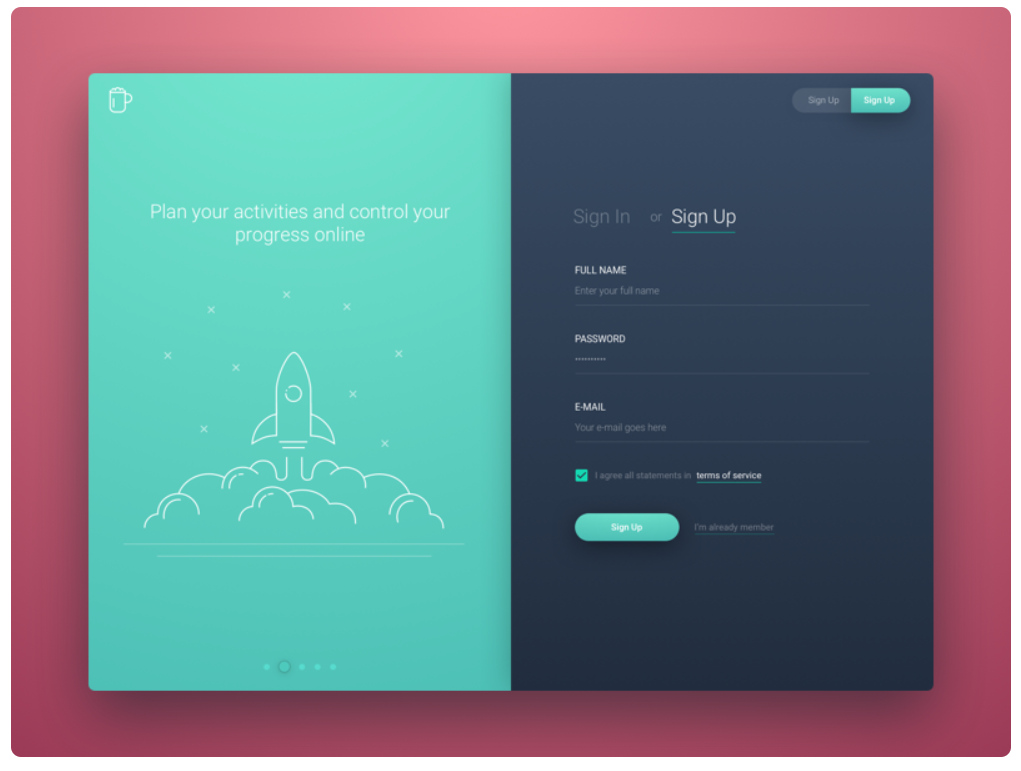 Sign Up
Sign Up
Plan your activities and control your
progress online
Sign In or Sign Up
FULL NAME
Enter your full name
PASSWORD
E-MAIL
Your e-mail goes here
I agree all statements in terms of service
Sign Up
I'm already member